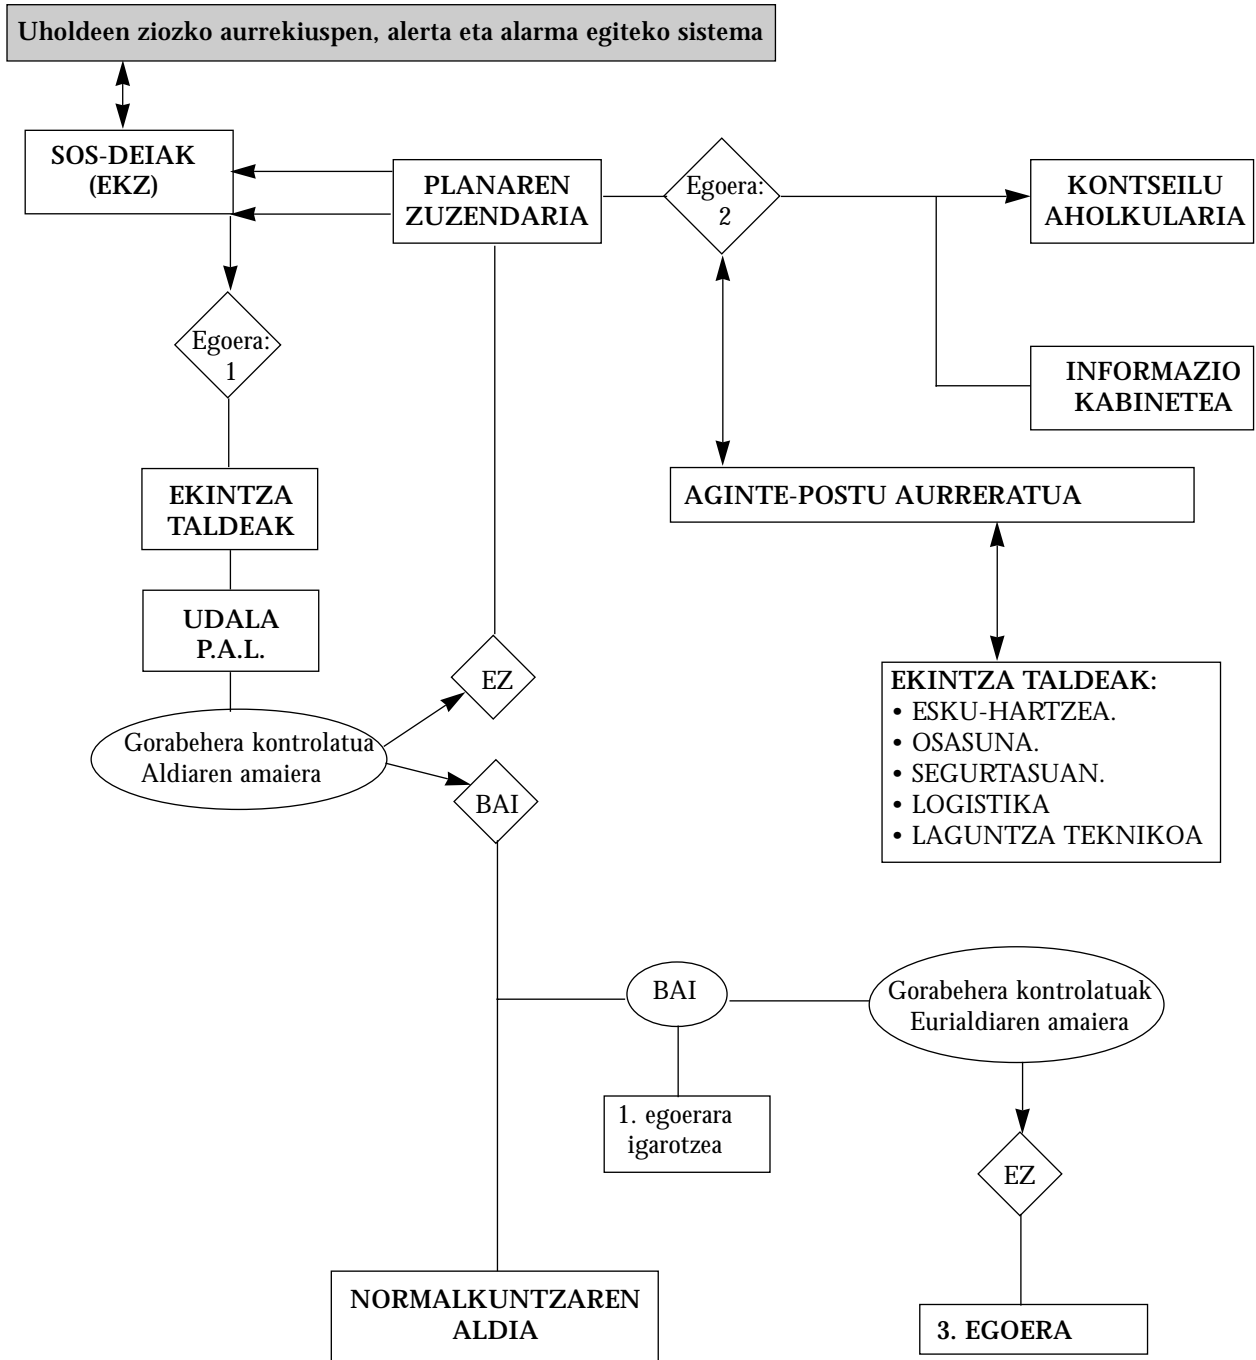 Uholdeen ziozko aurrekiuspen, alerta eta alarma egiteko sistema
SOS-DEIAK
(EKZ)
PLANAREN
ZUZENDARIA
Egoera:
2
KONTSEILU
AHOLKULARIA
Egoera:
1
INFORMAZIO
KABINETEA
EKINTZA
TALDEAK
AGINTE-POSTU AURRERATUA
UDALA
P.A.L.
EZ
EKINTZA TALDEAK:
• ESKU-HARTZEA.
• OSASUNA.
• SEGURTASUAN.
• LOGISTIKA
• LAGUNTZA TEKNIKOA
Gorabehera kontrolatua
Aldiaren amaiera
BAI
BAI
Gorabehera kontrolatuak
Eurialdiaren amaiera
1. egoerara
igarotzea
EZ
NORMALKUNTZAREN
ALDIA
3. EGOERA